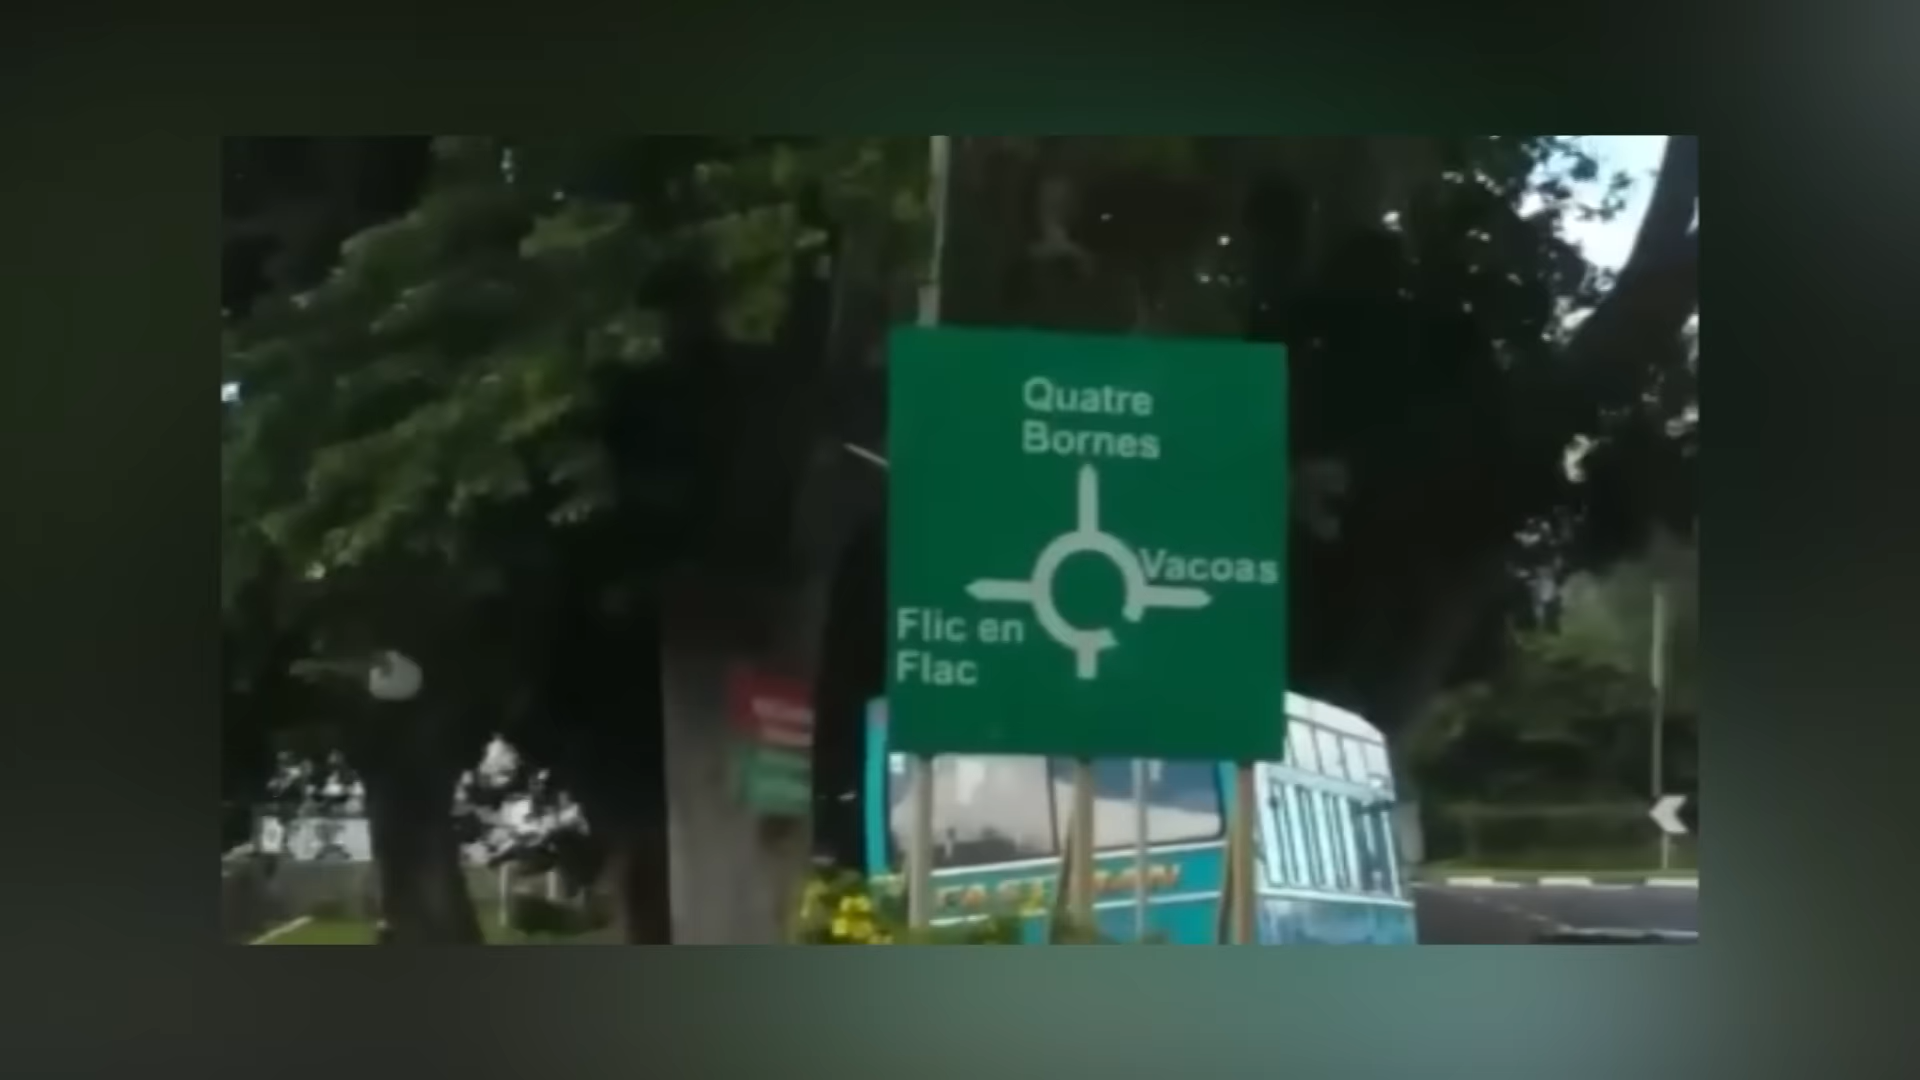 Quatre
Bornes
Vacoas
Flic en
Flac